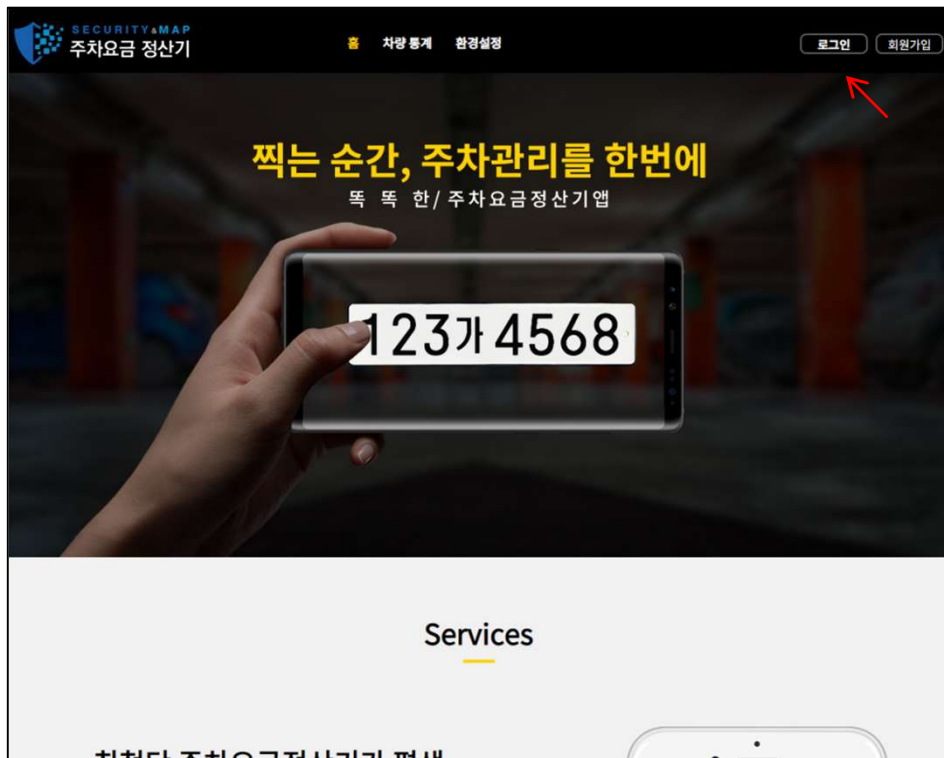 SECURITY&MAP
주차요금 정산기
홈 차량 통계 환경설정
로그인 회원가입
찍는 순간, 주차관리를 한번에
똑 똑 한/ 주차요금정산기앱
123가 4568
Services